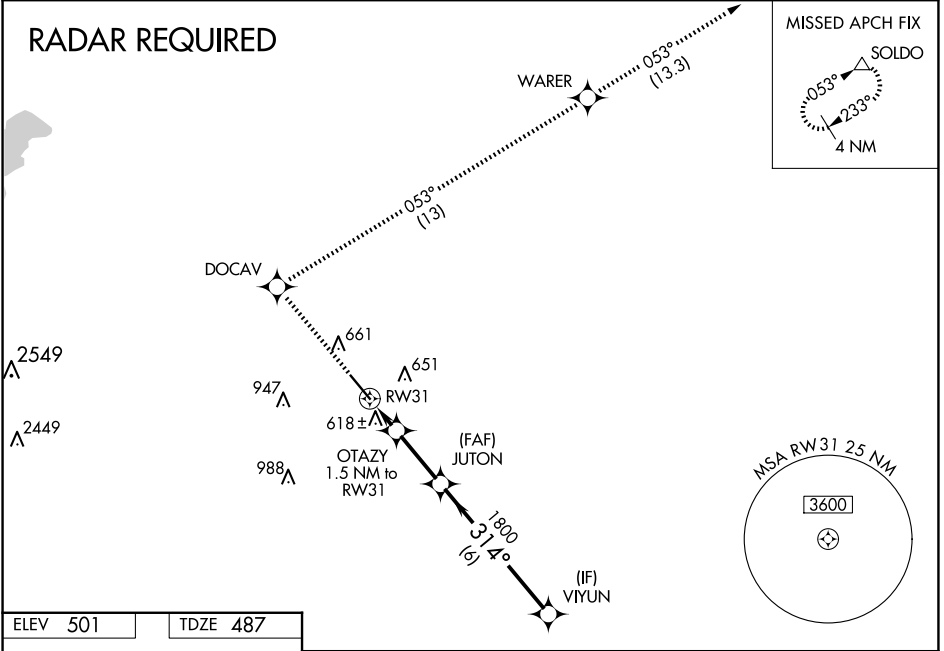 RADAR REQUIRED
MISSED APCH FIX
SOLDO
053°
233°
4 NM
053°
(13.3)
WARER
053°
(13)
DOCAV
661
651
2549
947
RW31
618±
2449
OTAZY
1.5 NM to
RW31
(FAF)
JUTON
988
MSA RW31 25 NM
3600
1800
314°
(6)
(IF)
VIYUN
ELEV 501
TDZE 487